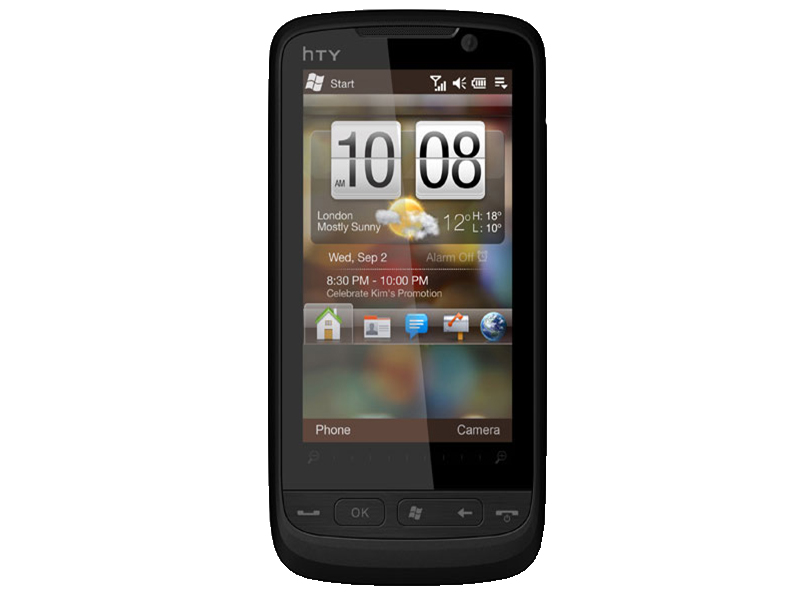 hTY
Start
10 08
AM
London
Mostly Sunny
12° H: 18°
L: 10°
Wed, Sep 2 Alarm Off
8:30 PM - 10:00 PM
Celebrate Kim's Promotion
Phone Camera
OK